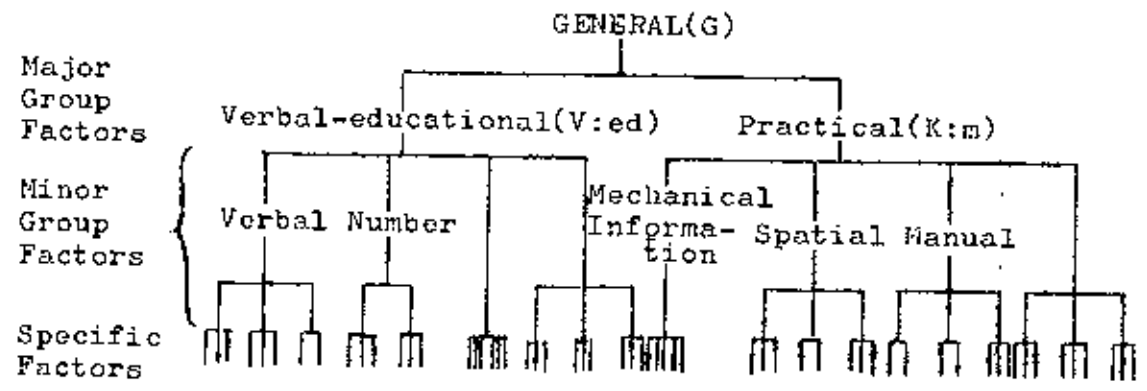 GENERAL(G)
Major
Group
Factors
Verbal-educational(V:ed)
Practical(K:m)
Minor
Group
Factors
Verbal Number
Mechanical
Informa-
tion
Spatial Manual
Specific
Factors